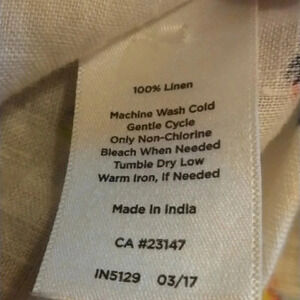 100% Linen
Machine Wash Cold
Gentle Cycle
Only Non-Chlorine
Bleach When Needed
Tumble Dry Low
Warm Iron, If Needed
Made In India
CA #23147
IN5129 03/17